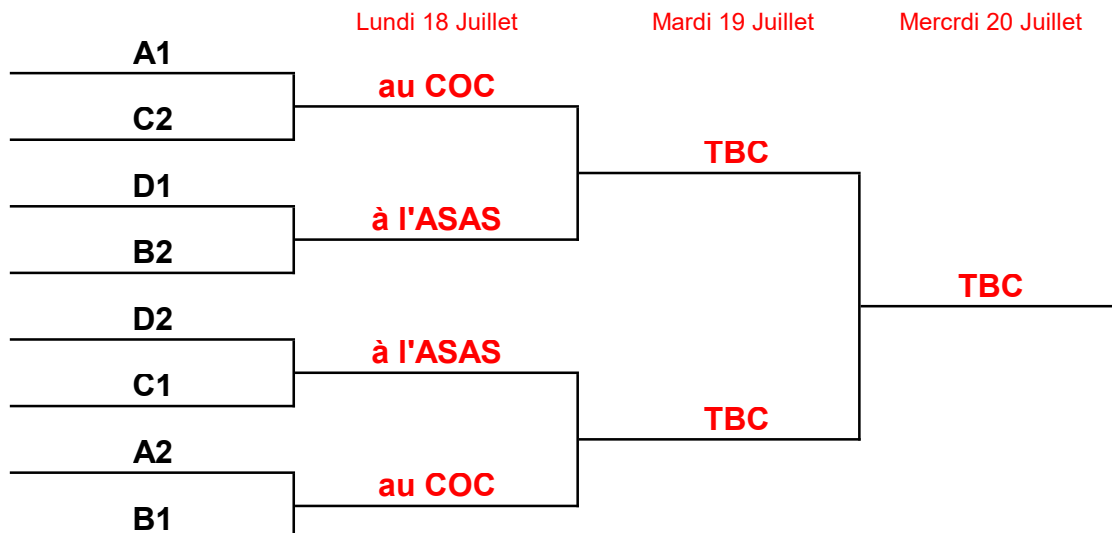 Lundi 18 Juillet Mardi 19 Juillet Mercrdi 20 Juillet
A1
au COC
C2
TBC
D1
à l'ASAS
B2
TBC
D2
à l'ASAS
C1
TBC
A2
au COC
B1